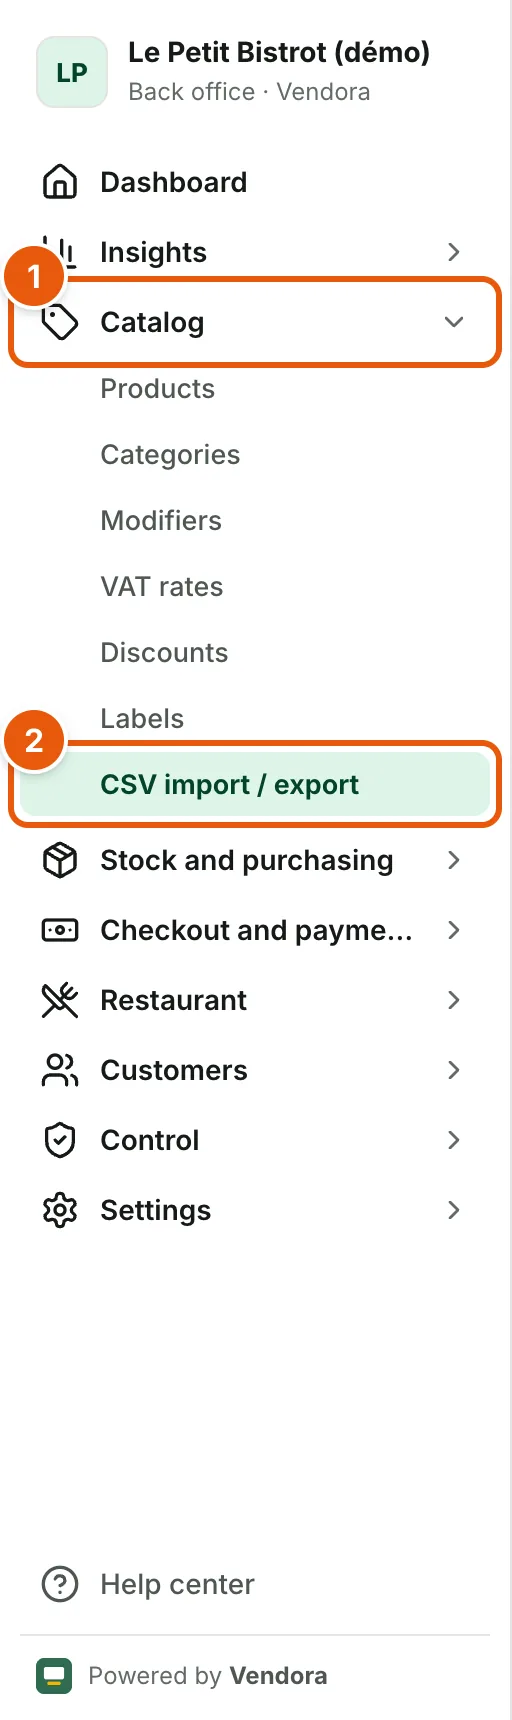 LP
Le Petit Bistrot (démo)
Back office · Vendora
Dashboard
Insights
1
Catalog
Products
Categories
Modifiers
VAT rates
Discounts
Labels
2
CSV import / export
Stock and purchasing
Checkout and payme...
Restaurant
Customers
Control
Settings
Help center
Powered by Vendora